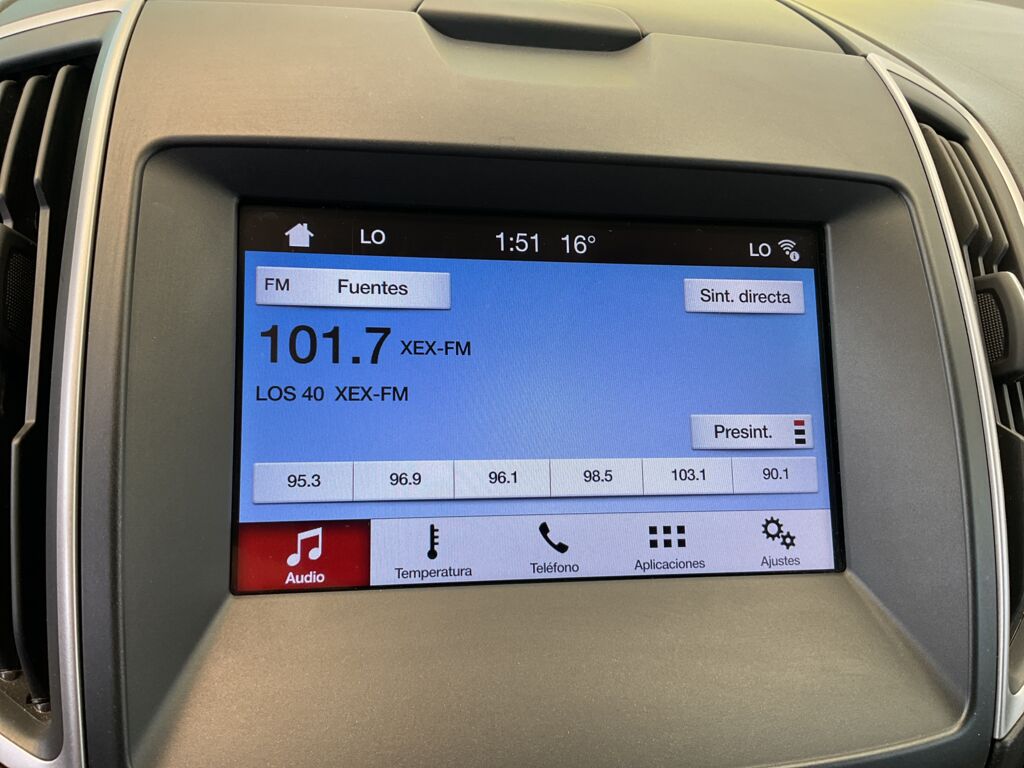 LO 1:51 16° LO
FM Fuentes Sint. directa
101.7 XEX-FM
LOS 40 XEX-FM
Presint.
95.3 96.9 96.1 98.5 103.1 90.1
Audio Temperatura Teléfono Aplicaciones Ajustes